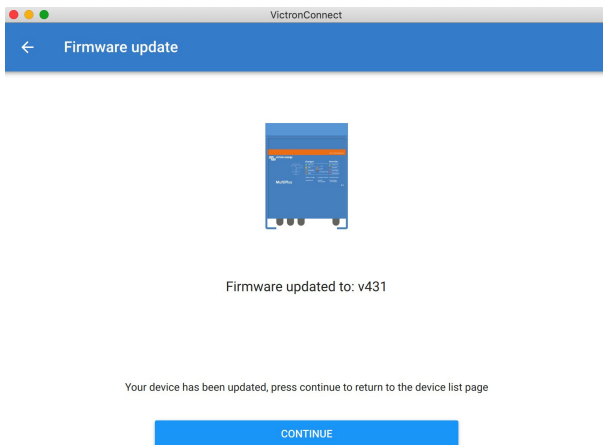 VictronConnect
Firmware update
MultiPlus
Firmware updated to: v431
Your device has been updated, press continue to return to the device list page
CONTINUE